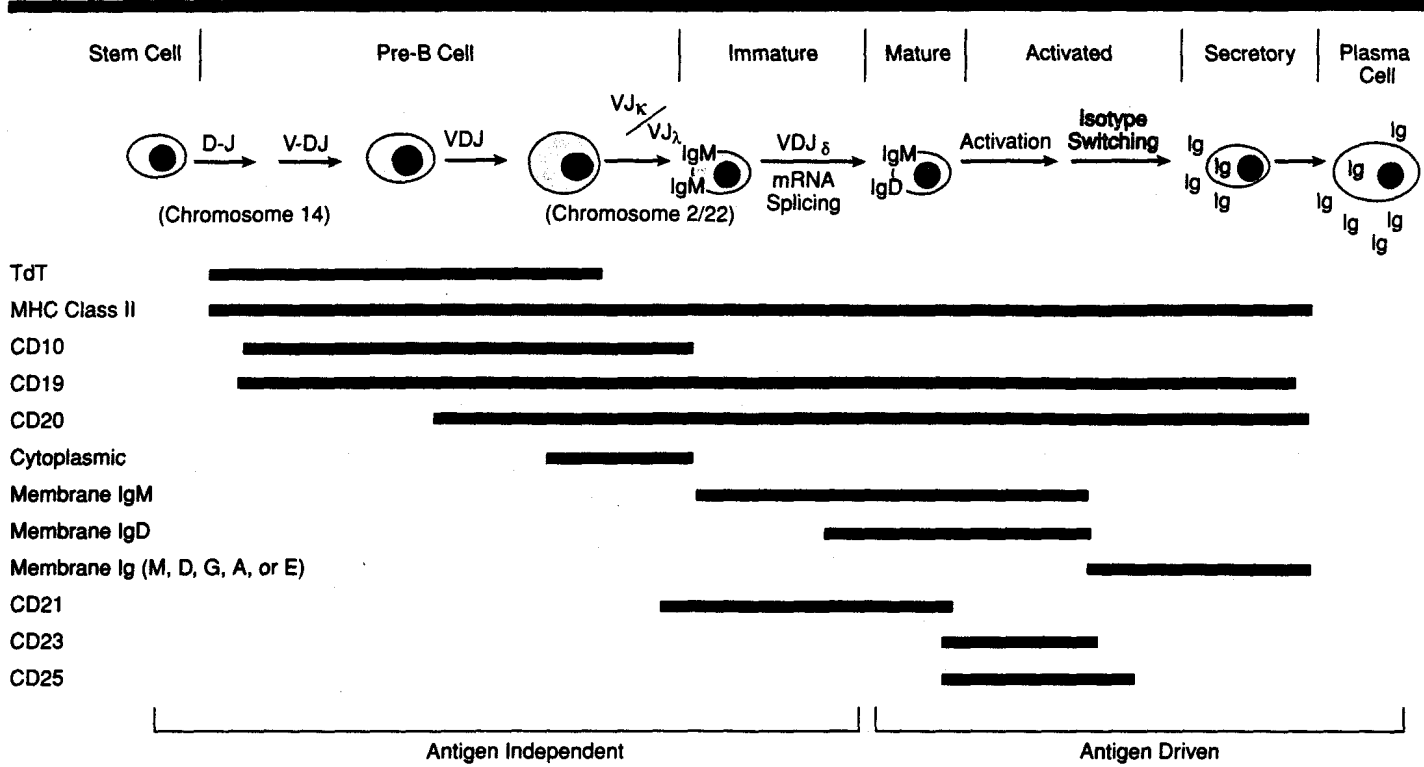 Stem Cell
Pre-B Cell
Immature
Mature
Activated
Secretory
Plasma
Cell
D-J
V-DJ
VDJ
VJκ
VJλ
IgM
IgM
VDJ δ
mRNA
Splicing
IgM
IgD
Activation
Isotype
Switching
Ig
Ig
Ig
Ig
Ig
Ig
Ig
Ig
Ig
Ig
Ig
(Chromosome 14)
(Chromosome 2/22)
TdT
MHC Class II
CD10
CD19
CD20
Cytoplasmic
Membrane IgM
Membrane IgD
Membrane Ig (M, D, G, A, or E)
CD21
CD23
CD25
Antigen Independent
Antigen Driven